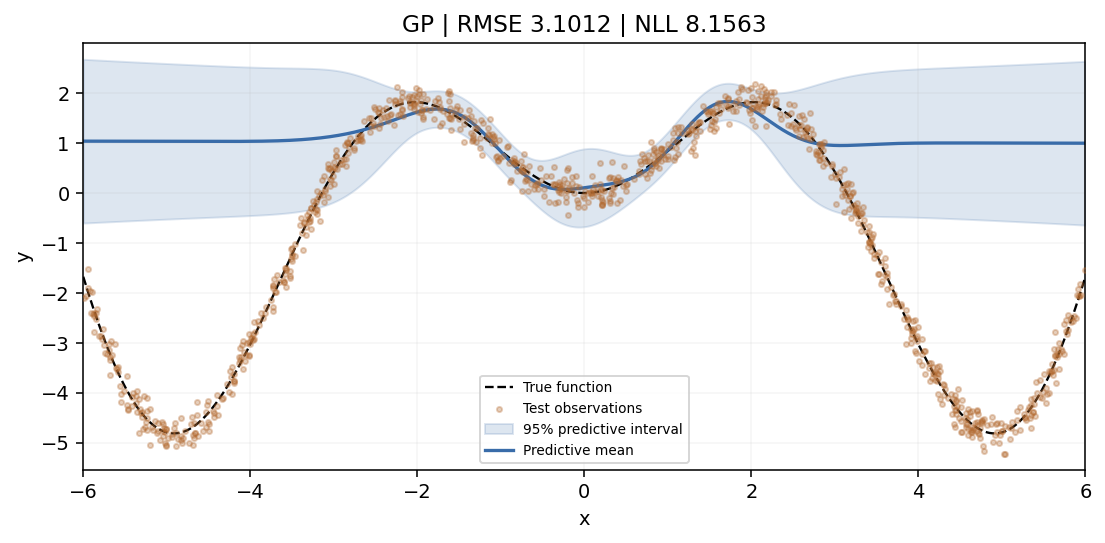 GP | RMSE 3.1012 | NLL 8.1563
y
2
1
0
−1
−2
−3
−4
−5
True function
Test observations
95% predictive interval
Predictive mean
−6 −4 −2 0 2 4 6
x